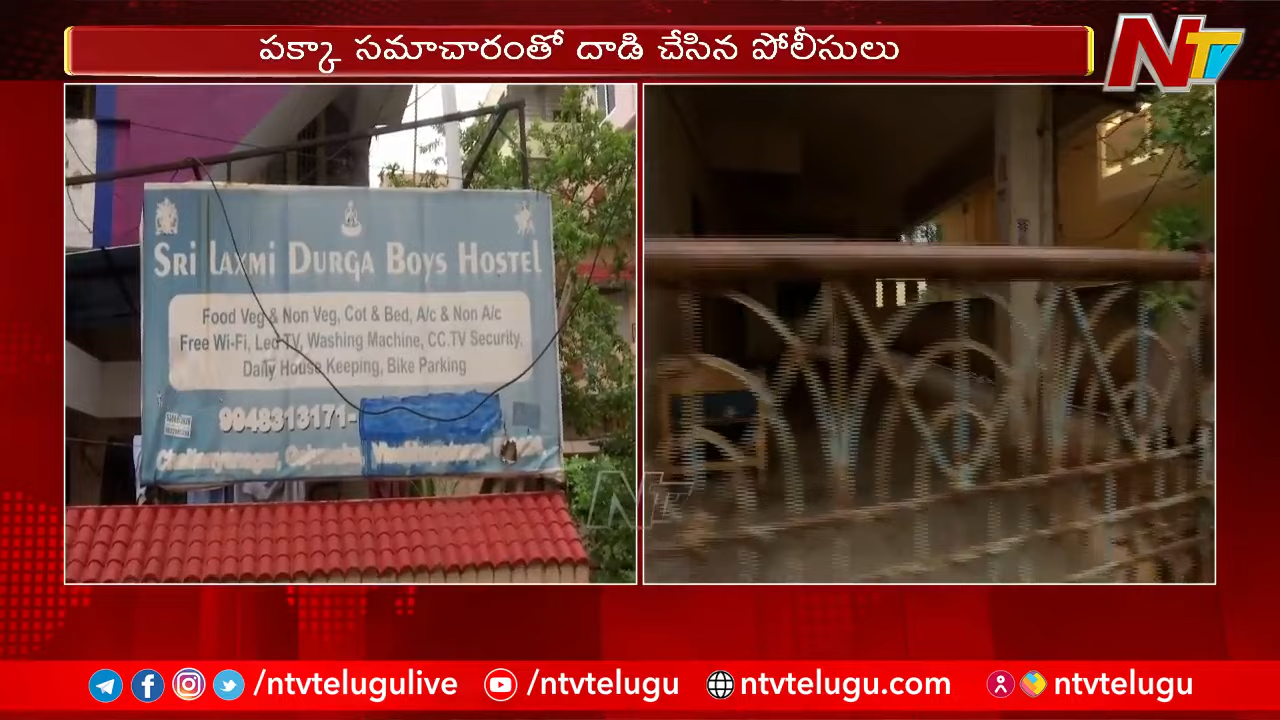 పక్కా సమాచారంతో దాడి చేసిన పోలీసులు
NTV
SRI LAXMI DURGA BOYS HOSTEL
Food Veg & Non Veg, Cot & Bed, A/c & Non A/c
Free Wi-Fi, Led TV, Washing Machine, CC.TV Security,
Daily House Keeping, Bike Parking
9948313171-
/ntvtelugulive /ntvtelugu ntvtelugu.com ntvtelugu